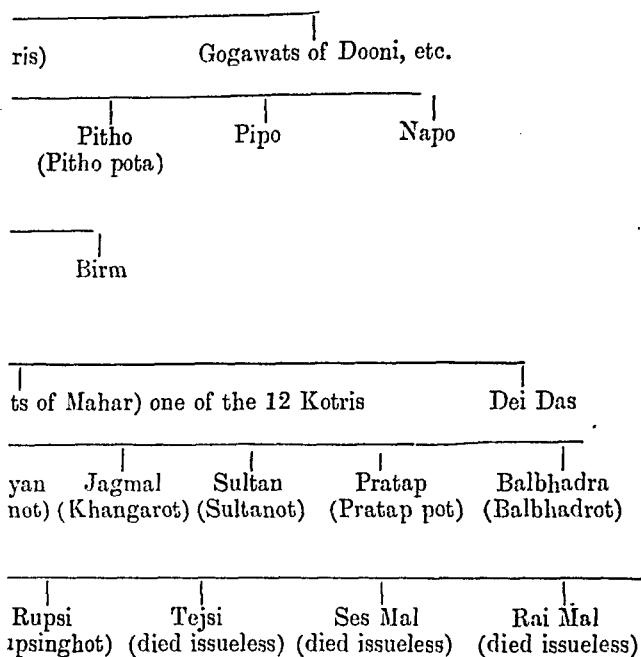 ris) Gogawats of Dooni, etc.
Pitho Pipo Napo
(Pitho pota)
Birm
ts of Mahar) one of the 12 Kotris Dei Das
yan Jagmal Sultan Pratap Balbhadra
not) (Khangarot) (Sultanot) (Pratap pot) (Balbhadrot)
Rupsi Tejsi Ses Mal Rai Mal
upsinghot) (died issueless) (died issueless) (died issueless)